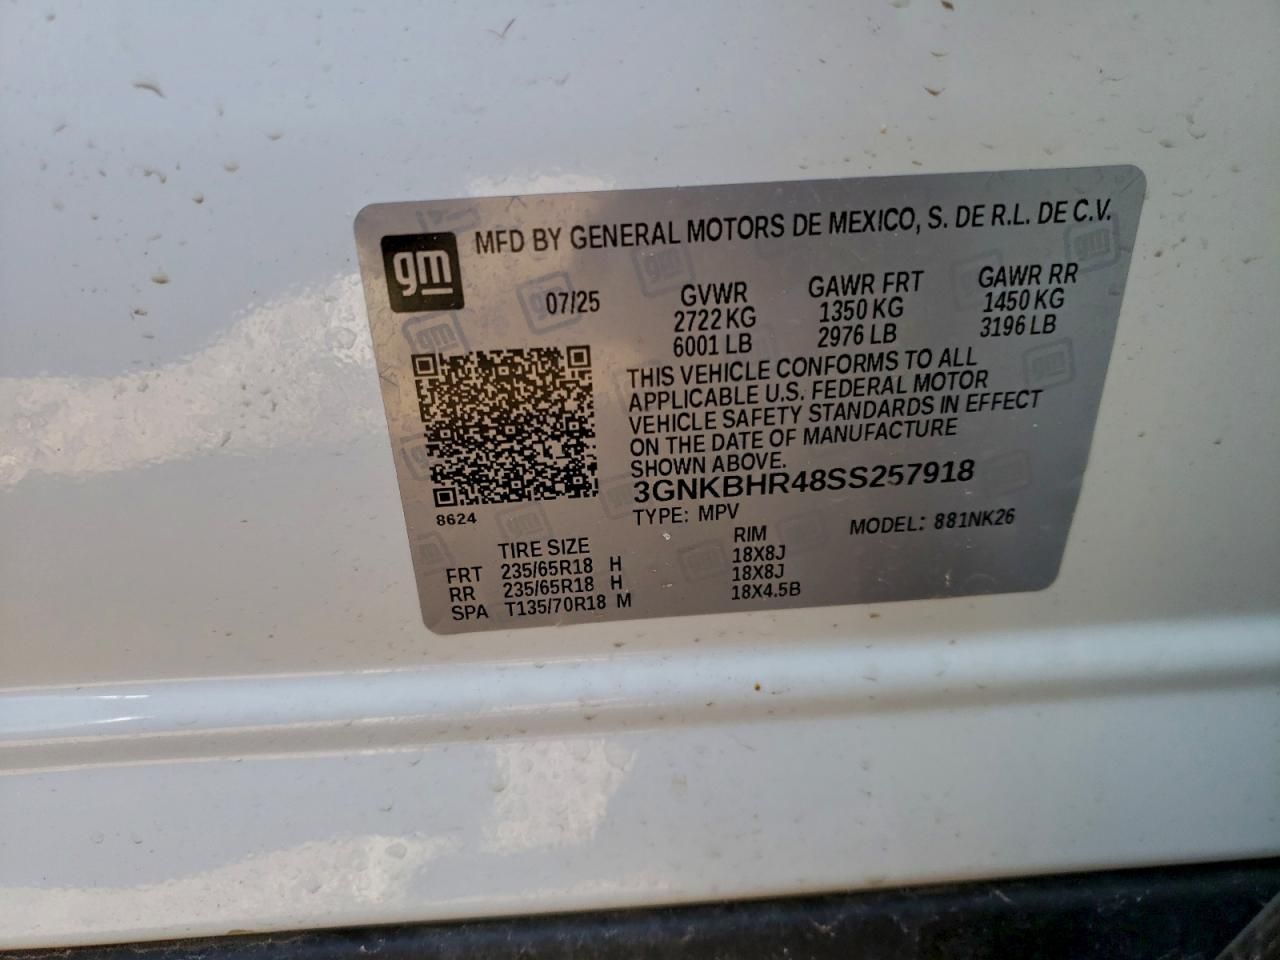 gm
MFD BY GENERAL MOTORS DE MEXICO, S. DE R.L. DE C.V.
07/25 GVWR GAWR FRT GAWR RR
2722 KG 1350 KG 1450 KG
6001 LB 2976 LB 3196 LB
THIS VEHICLE CONFORMS TO ALL
APPLICABLE U.S. FEDERAL MOTOR
VEHICLE SAFETY STANDARDS IN EFFECT
ON THE DATE OF MANUFACTURE
SHOWN ABOVE.
3GNKBHR48SS257918
8624
TYPE: MPV MODEL: 881NK26
TIRE SIZE RIM
FRT 235/65R18 H 18X8J
RR 235/65R18 H 18X8J
SPA T135/70R18 M 18X4.5B